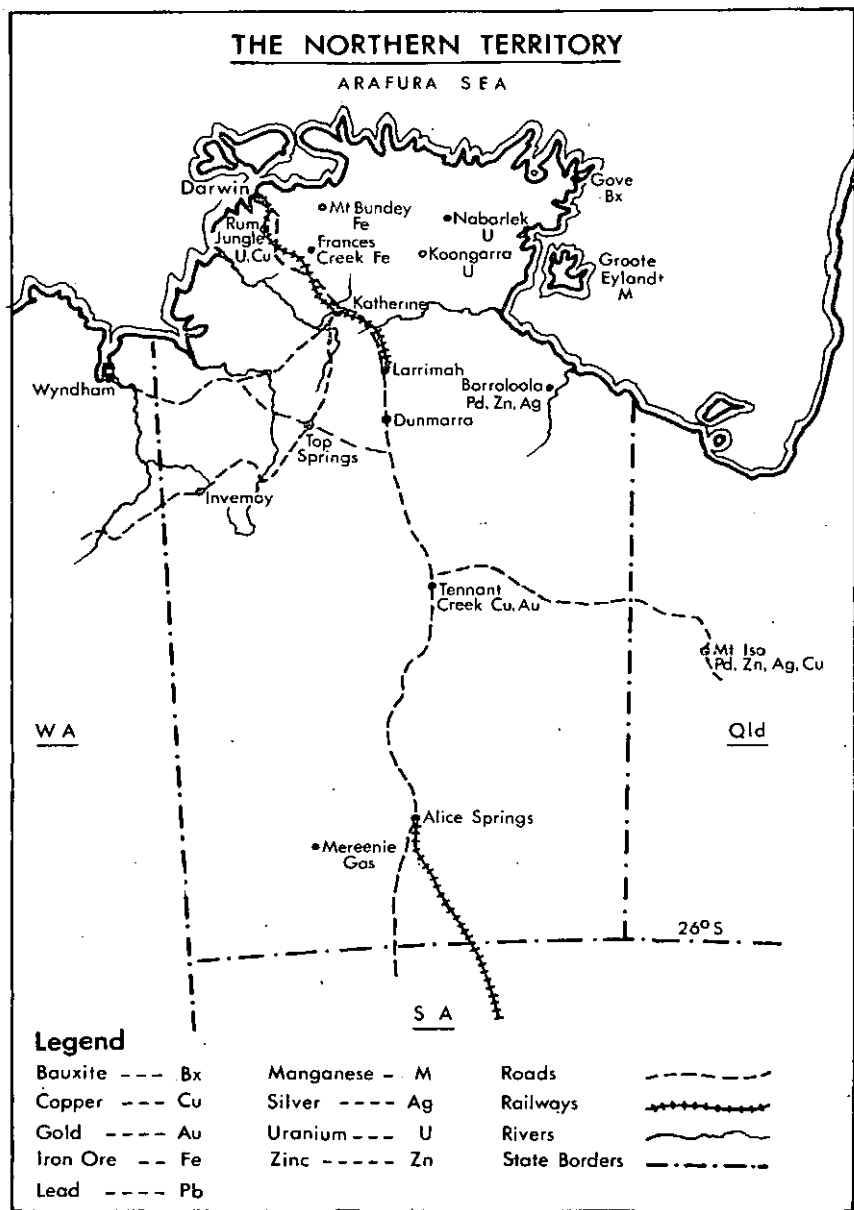 THE NORTHERN TERRITORY
ARAFURA SEA
Darwin
Mt Bundey
Fe
Gove
Bx
Rum
Jungle
U, Cu
Nabarlek
U
Frances
Creek Fe
Koongarra
U
Groote
Eylandt
M
Katherine
Wyndham
Larrimah
Borroloola
Pd, Zn, Ag
Dunmarra
Top
Springs
Invemay
Tennant
Creek Cu, Au
Mt Isa
Pd, Zn, Ag, Cu
WA
Qld
Alice Springs
Mereenie
Gas
26° S
S A
Legend
Bauxite --- Bx Manganese - M Roads
Copper --- Cu Silver ---- Ag Railways
Gold ---- Au Uranium --- U Rivers
Iron Ore -- Fe Zinc ----- Zn State Borders
Lead ---- Pb